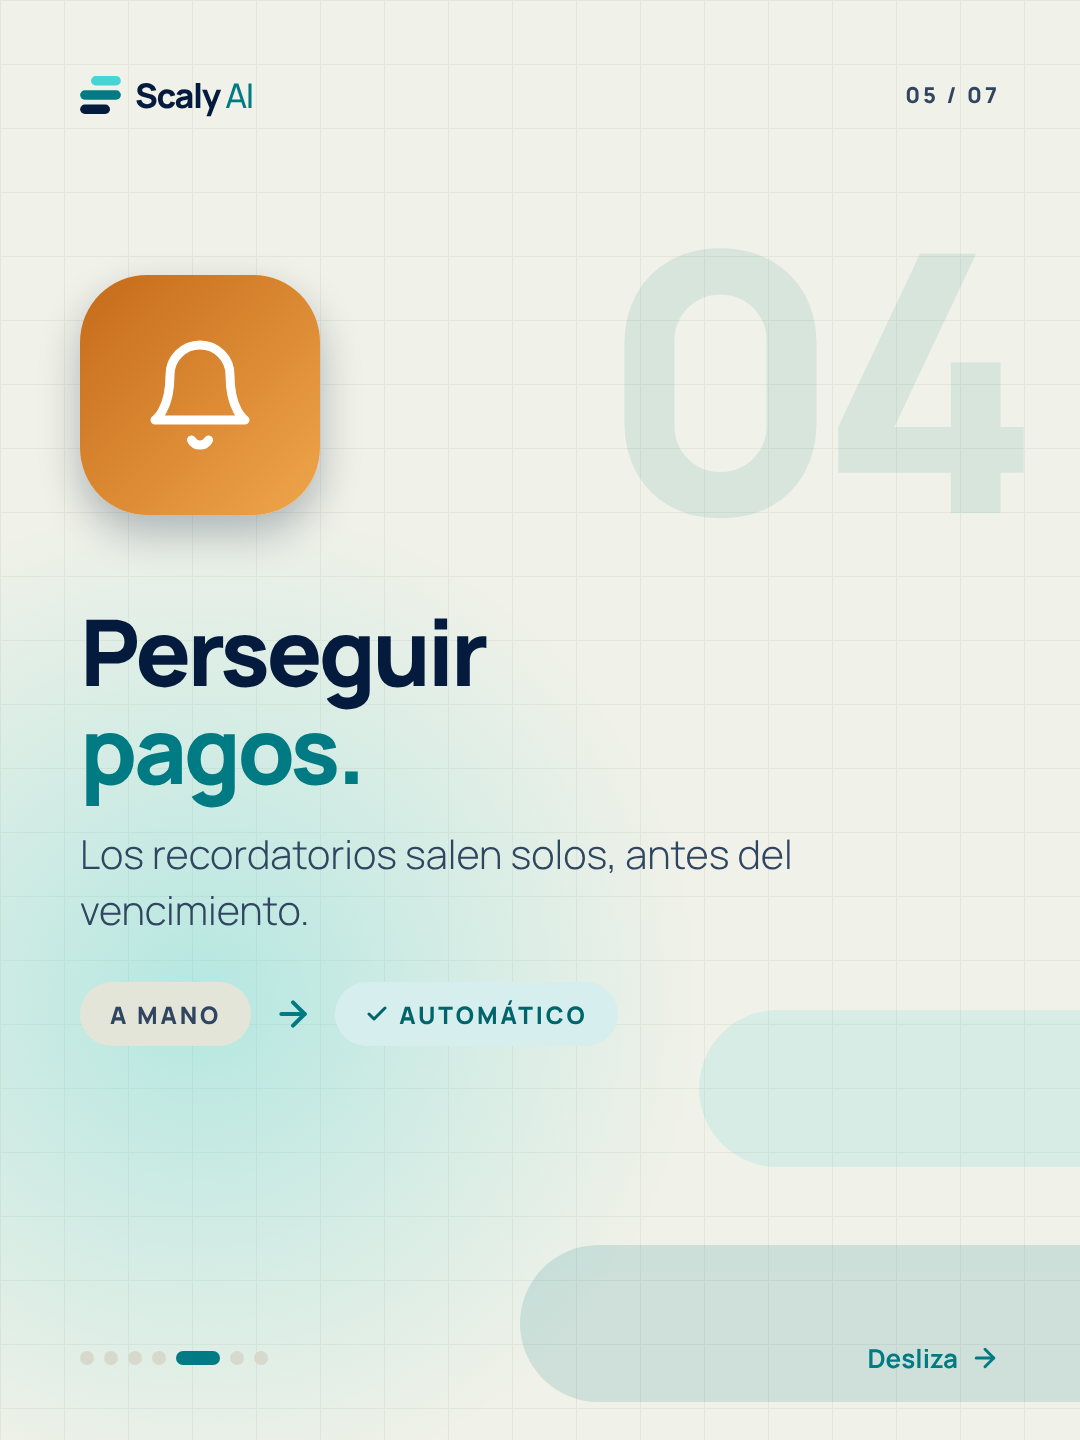 Scaly AI
05 / 07
04
Perseguir
pagos.
Los recordatorios salen solos, antes del
vencimiento.
A MANO
AUTOMÁTICO
Desliza